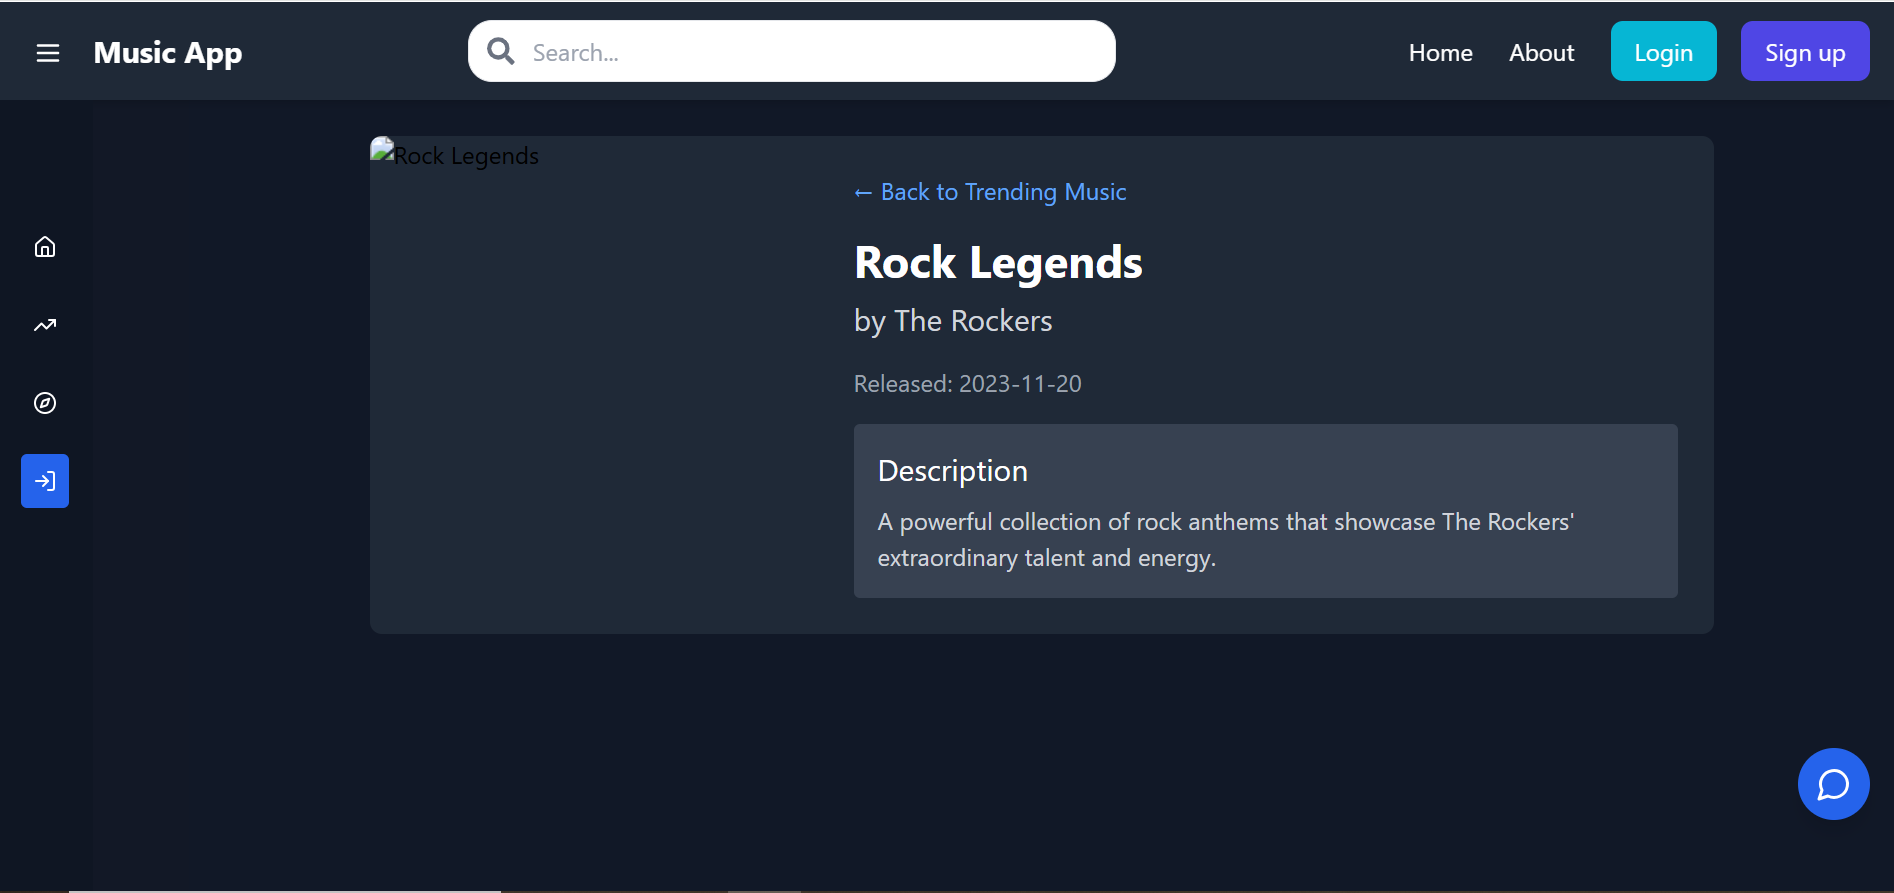 Music App
Search...
Home
About
Login
Sign up
Rock Legends
← Back to Trending Music
Rock Legends
by The Rockers
Released: 2023-11-20
Description
A powerful collection of rock anthems that showcase The Rockers'
extraordinary talent and energy.